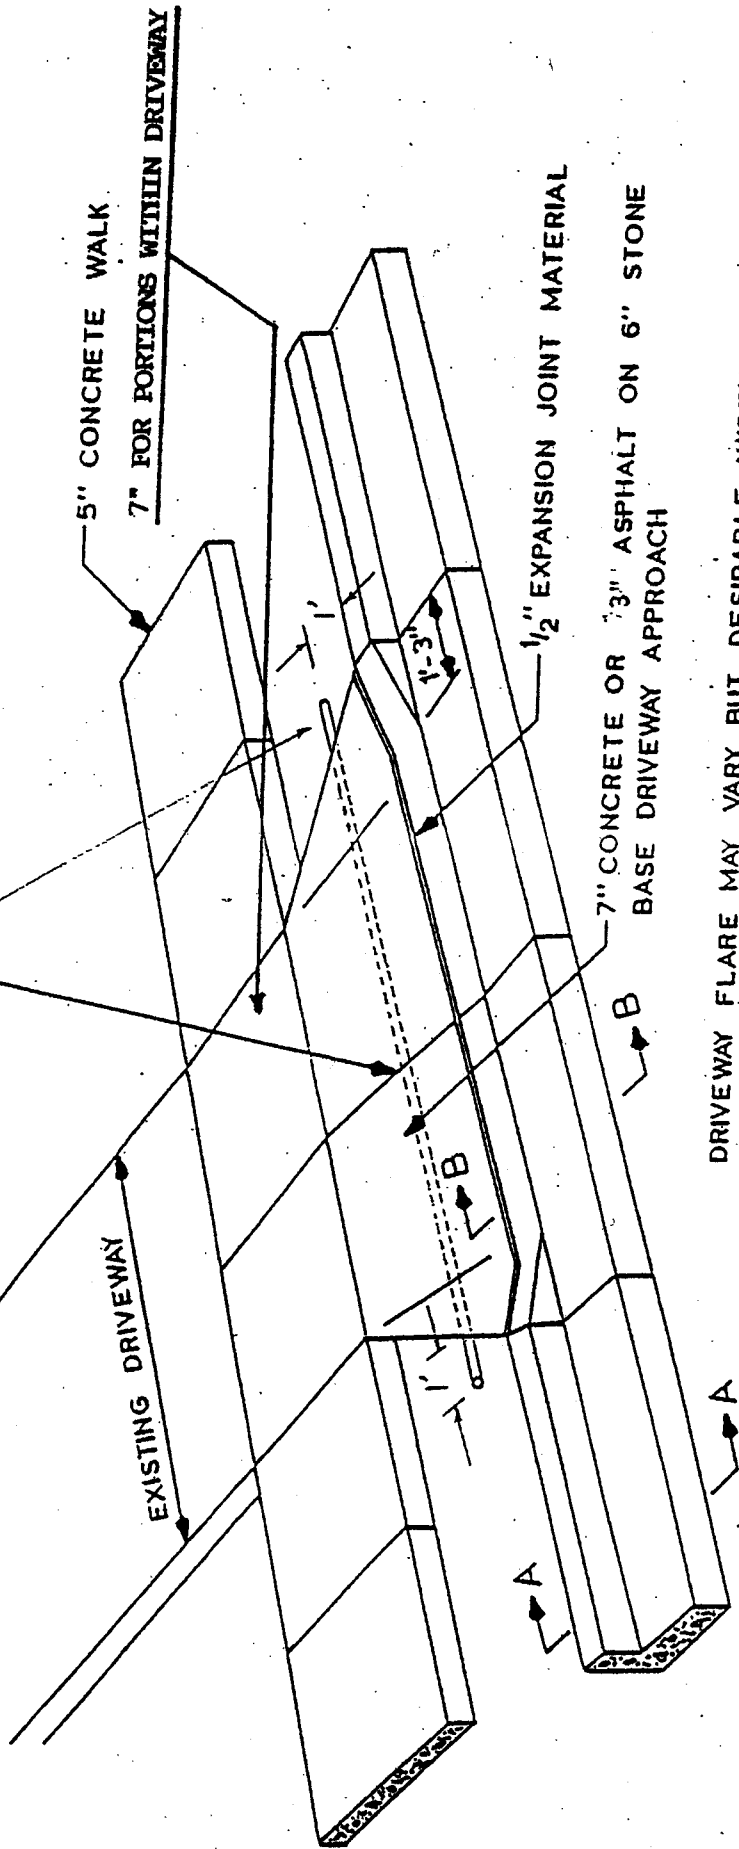 5" CONCRETE WALK
7" FOR PORTIONS WITHIN DRIVEWAY
EXISTING DRIVEWAY
1'
1'
1'-3"
1/2" EXPANSION JOINT MATERIAL
7" CONCRETE OR 3" ASPHALT ON 6" STONE
BASE DRIVEWAY APPROACH
B
B
A
A
DRIVEWAY FLARE MAY VARY BUT DESIRABLE